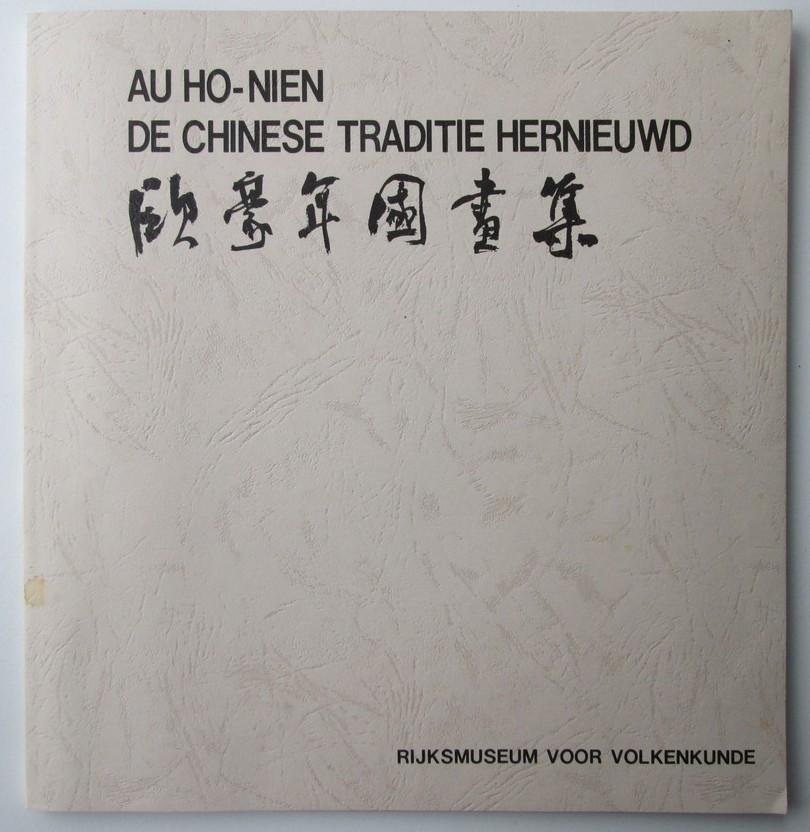 AU HO-NIEN
DE CHINESE TRADITIE HERNIEUWD
歐豪年國畫集
RIJKSMUSEUM VOOR VOLKENKUNDE